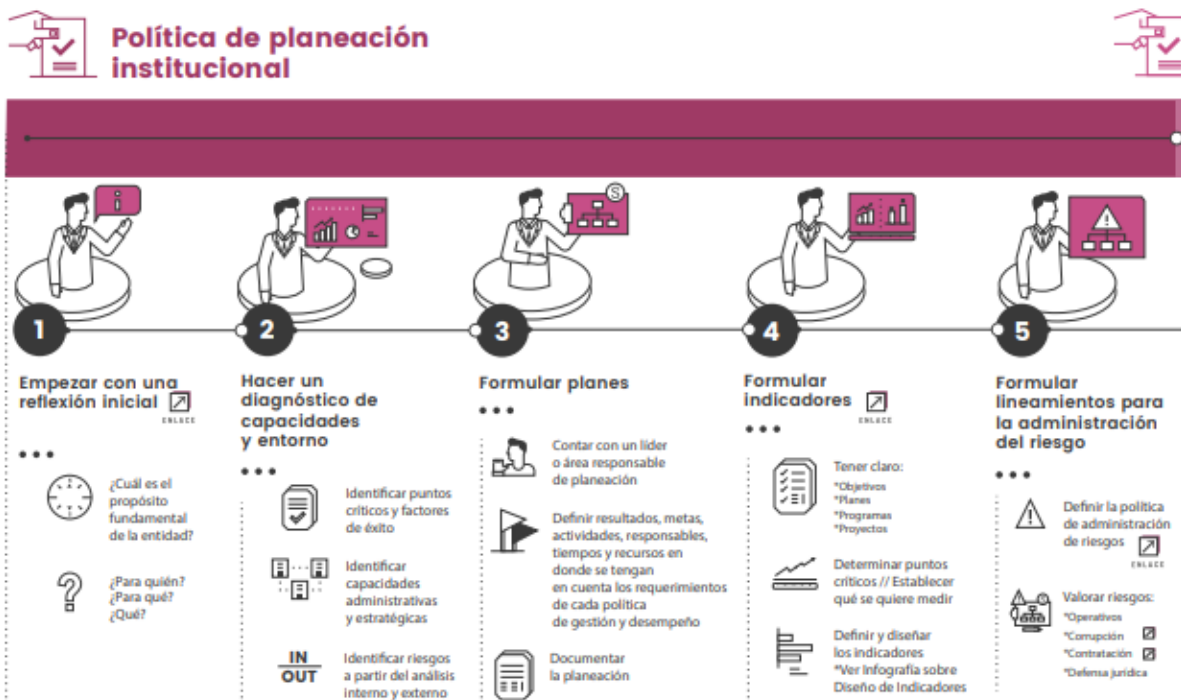 Política de planeación
institucional
S
1
2
3
4
5
Empezar con una
reflexión inicial
ENLACE
¿Cuál es el
propósito
fundamental
de la entidad?
¿Para quién?
¿Para qué?
¿Qué?
Hacer un
diagnóstico de
capacidades
y entorno
Identificar puntos
críticos y factores
de éxito
Identificar
capacidades
administrativas
y estratégicas
IN
OUT
Identificar riesgos
a partir del análisis
interno y externo
Formular planes
Contar con un líder
o área responsable
de planeación
Definir resultados, metas,
actividades, responsables,
tiempos y recursos en
donde se tengan
en cuenta los requerimientos
de cada política
de gestión y desempeño
Documentar
la planeación
Formular
indicadores
ENLACE
Tener claro:
*Objetivos
*Planes
*Programas
*Proyectos
Determinar puntos
críticos // Establecer
qué se quiere medir
Definir y diseñar
los indicadores
*Ver Infografía sobre
Diseño de Indicadores
Formular
lineamientos para
la administración
del riesgo
Definir la política
de administración
de riesgos
ENLACE
Valorar riesgos:
*Operativos
*Corrupción
*Contratación
*Defensa jurídica